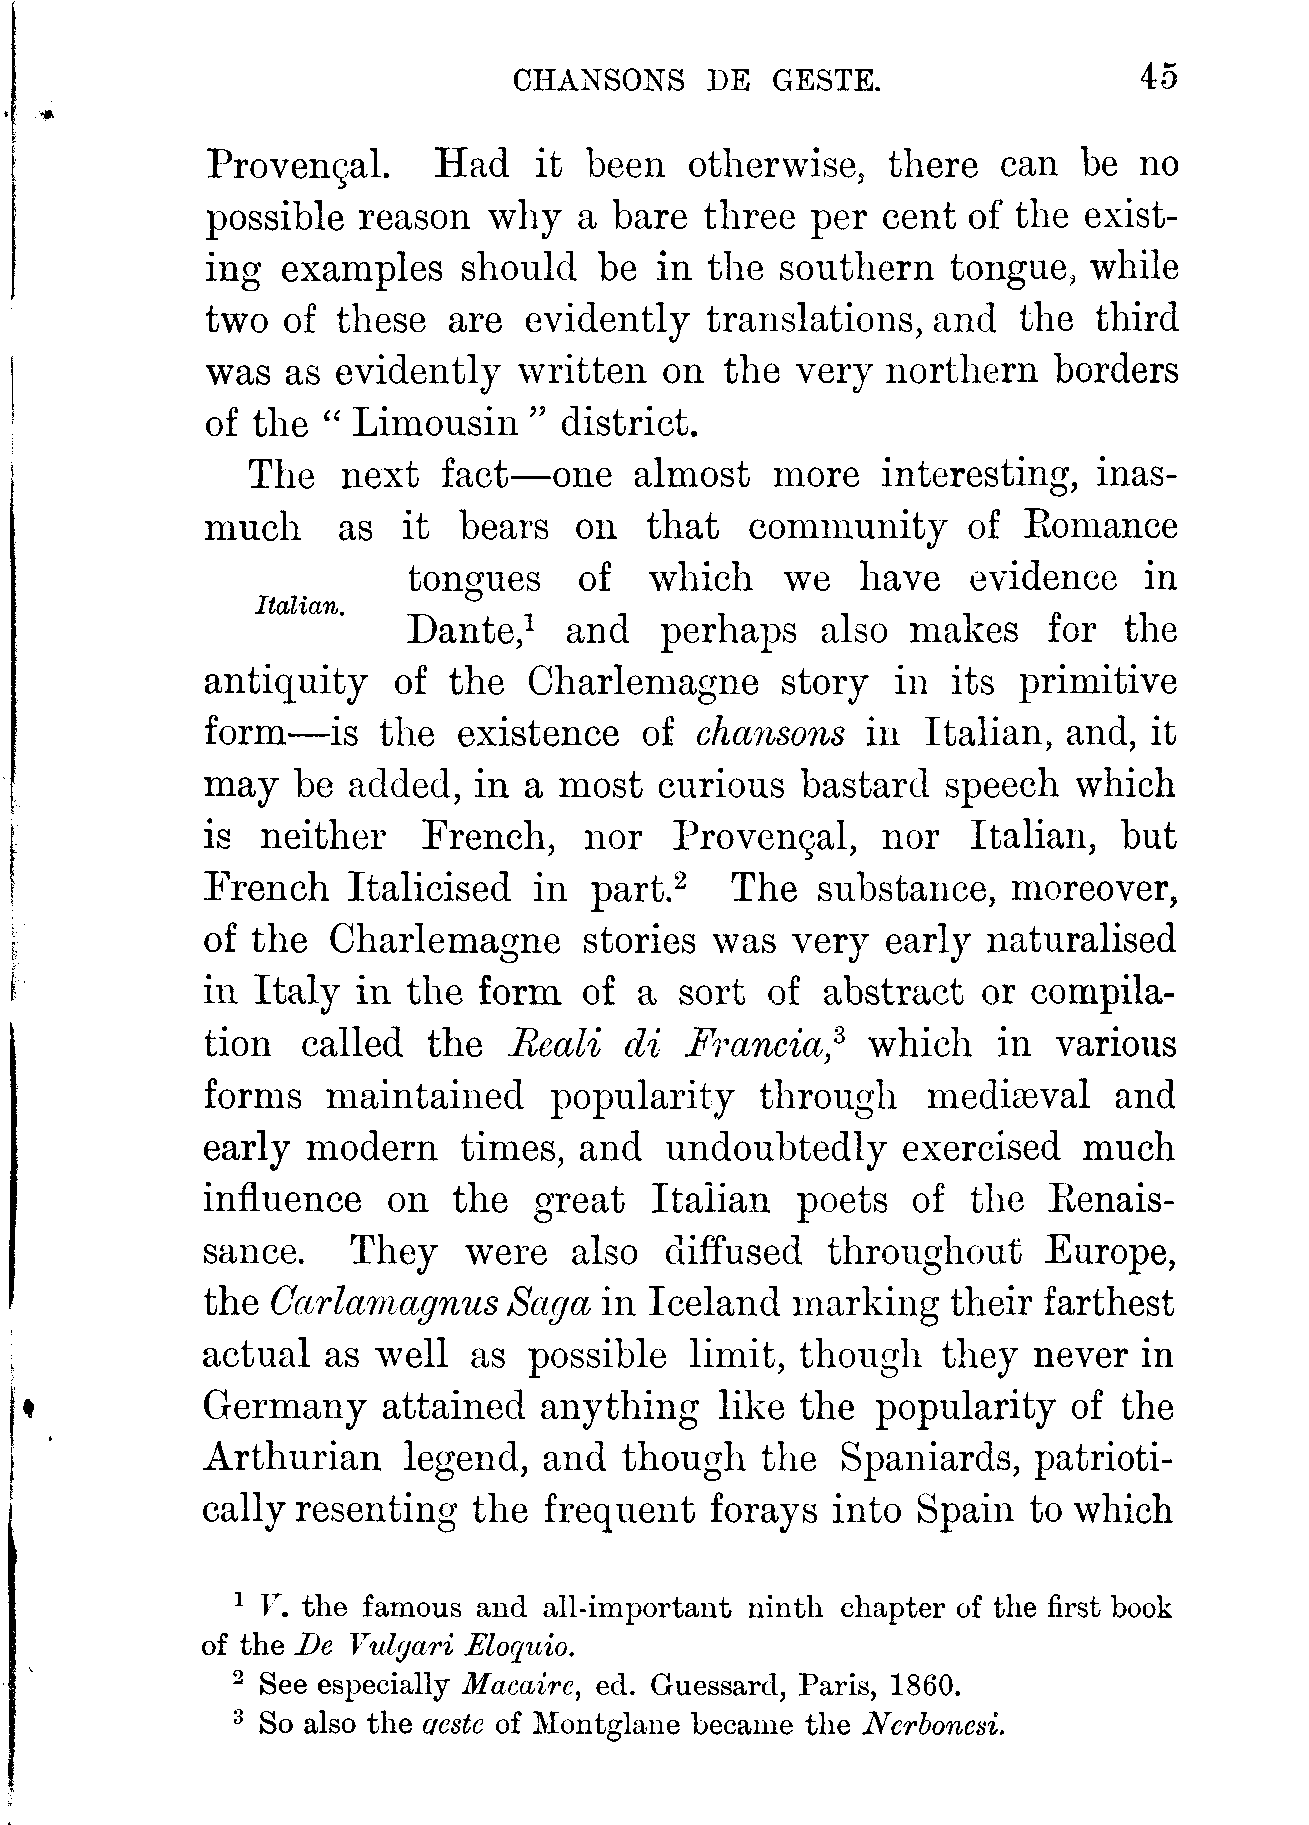 CHANSONS DE GESTE. 45
Provençal. Had it been otherwise, there can be no
possible reason why a bare three per cent of the exist-
ing examples should be in the southern tongue, while
two of these are evidently translations, and the third
was as evidently written on the very northern borders
of the “ Limousin ” district.
The next fact—one almost more interesting, inas-
much as it bears on that community of Romance
tongues of which we have evidence in
Italian.
Dante,¹ and perhaps also makes for the
antiquity of the Charlemagne story in its primitive
form—is the existence of chansons in Italian, and, it
may be added, in a most curious bastard speech which
is neither French, nor Provençal, nor Italian, but
French Italicised in part.² The substance, moreover,
of the Charlemagne stories was very early naturalised
in Italy in the form of a sort of abstract or compila-
tion called the Reali di Francia,³ which in various
forms maintained popularity through mediæval and
early modern times, and undoubtedly exercised much
influence on the great Italian poets of the Renais-
sance. They were also diffused throughout Europe,
the Carlamagnus Saga in Iceland marking their farthest
actual as well as possible limit, though they never in
Germany attained anything like the popularity of the
Arthurian legend, and though the Spaniards, patrioti-
cally resenting the frequent forays into Spain to which
¹ V. the famous and all-important ninth chapter of the first book
of the De Vulgari Eloquio.
² See especially Macaire, ed. Guessard, Paris, 1860.
³ So also the geste of Montglane became the Nerbonesi.